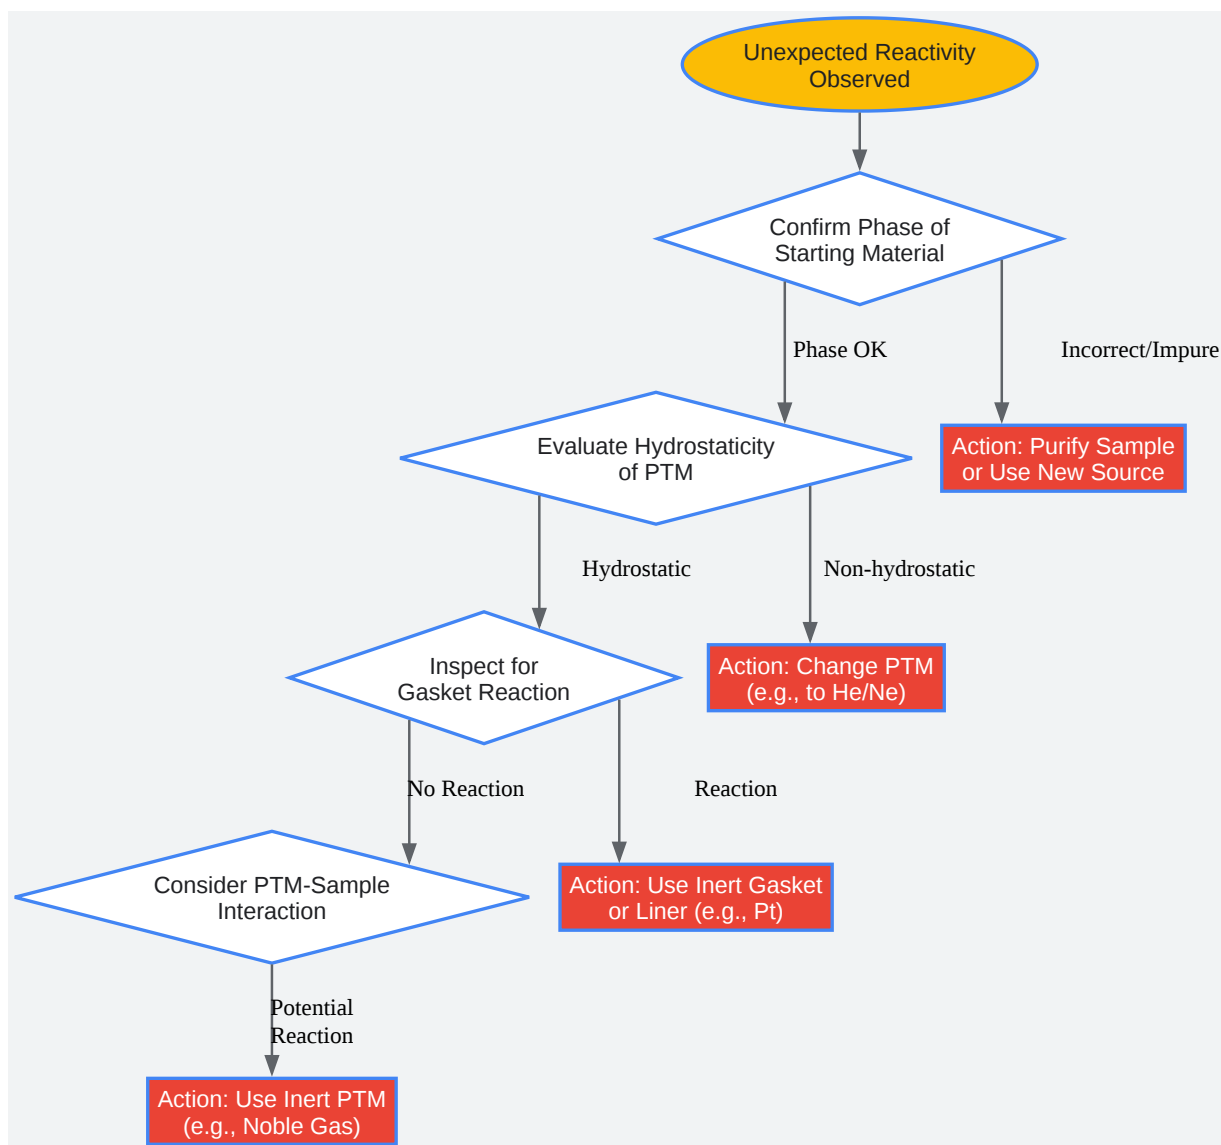 Unexpected Reactivity
Observed
Confirm Phase of
Starting Material
Phase OK
Incorrect/Impure
Evaluate Hydrostaticity
of PTM
Action: Purify Sample
or Use New Source
Hydrostatic
Non-hydrostatic
Inspect for
Gasket Reaction
Action: Change PTM
(e.g., to He/Ne)
No Reaction
Reaction
Consider PTM-Sample
Interaction
Action: Use Inert Gasket
or Liner (e.g., Pt)
Potential
Reaction
Action: Use Inert PTM
(e.g., Noble Gas)